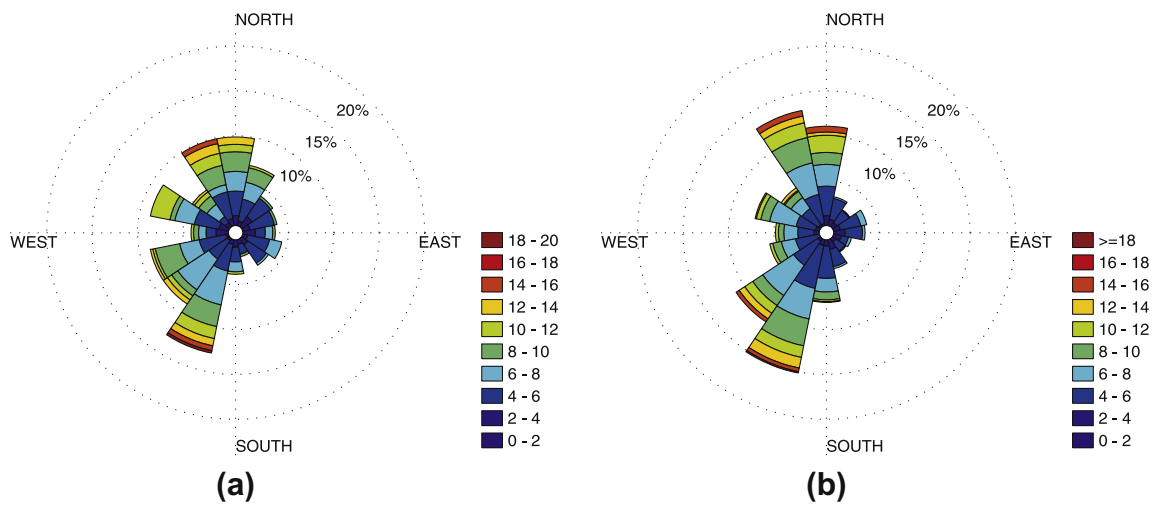 NORTH
20%
15%
10%
WEST
EAST
SOUTH
18 - 20
16 - 18
14 - 16
12 - 14
10 - 12
8 - 10
6 - 8
4 - 6
2 - 4
0 - 2
(a)
NORTH
20%
15%
10%
WEST
EAST
SOUTH
>=18
16 - 18
14 - 16
12 - 14
10 - 12
8 - 10
6 - 8
4 - 6
2 - 4
0 - 2
(b)